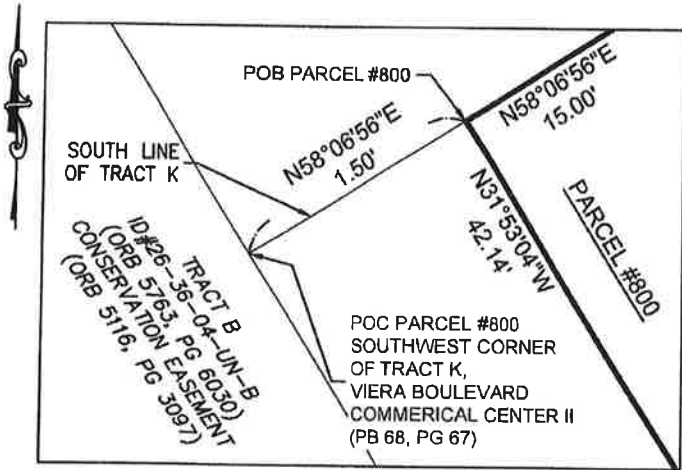 POB PARCEL #800
N58°06'56"E
15.00'
SOUTH LINE
OF TRACT K
N58°06'56"E
1.50'
N31°53'04"W
42.14'
PARCEL #800
TRACT B
ID#26-36-04-UN-B
(ORB 5763, PG 6030)
CONSERVATION EASEMENT
(ORB 5116, PG 3097)
POC PARCEL #800
SOUTHWEST CORNER
OF TRACT K,
VIERA BOULEVARD
COMMERICAL CENTER II
(PB 68, PG 67)